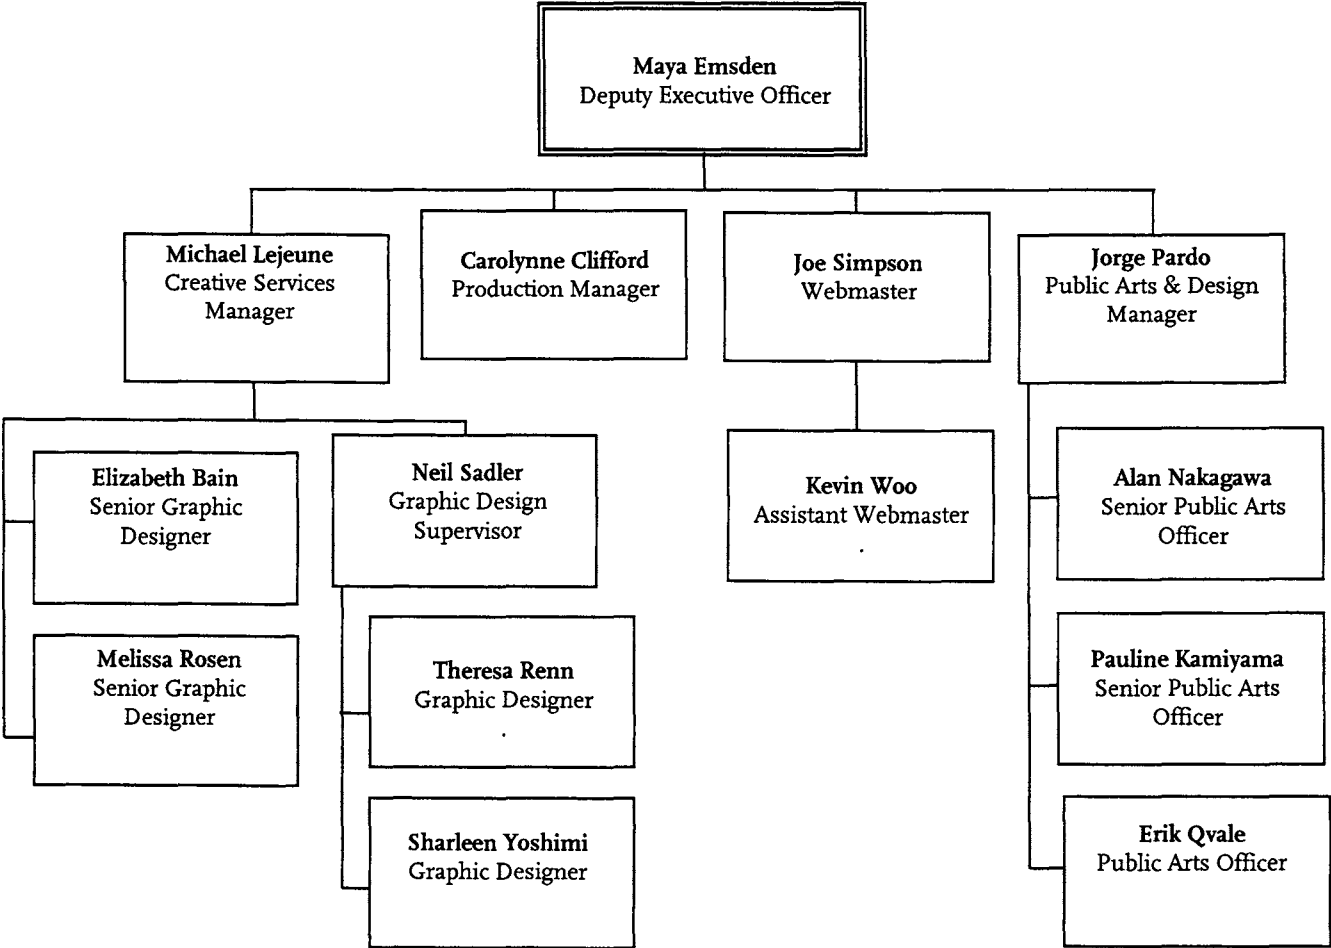 Maya Emsden
Deputy Executive Officer
Michael Lejeune
Creative Services
Manager
Carolynne Clifford
Production Manager
Joe Simpson
Webmaster
Jorge Pardo
Public Arts & Design
Manager
Elizabeth Bain
Senior Graphic
Designer
Neil Sadler
Graphic Design
Supervisor
Kevin Woo
Assistant Webmaster
Alan Nakagawa
Senior Public Arts
Officer
Melissa Rosen
Senior Graphic
Designer
Theresa Renn
Graphic Designer
Pauline Kamiyama
Senior Public Arts
Officer
Sharleen Yoshimi
Graphic Designer
Erik Qvale
Public Arts Officer